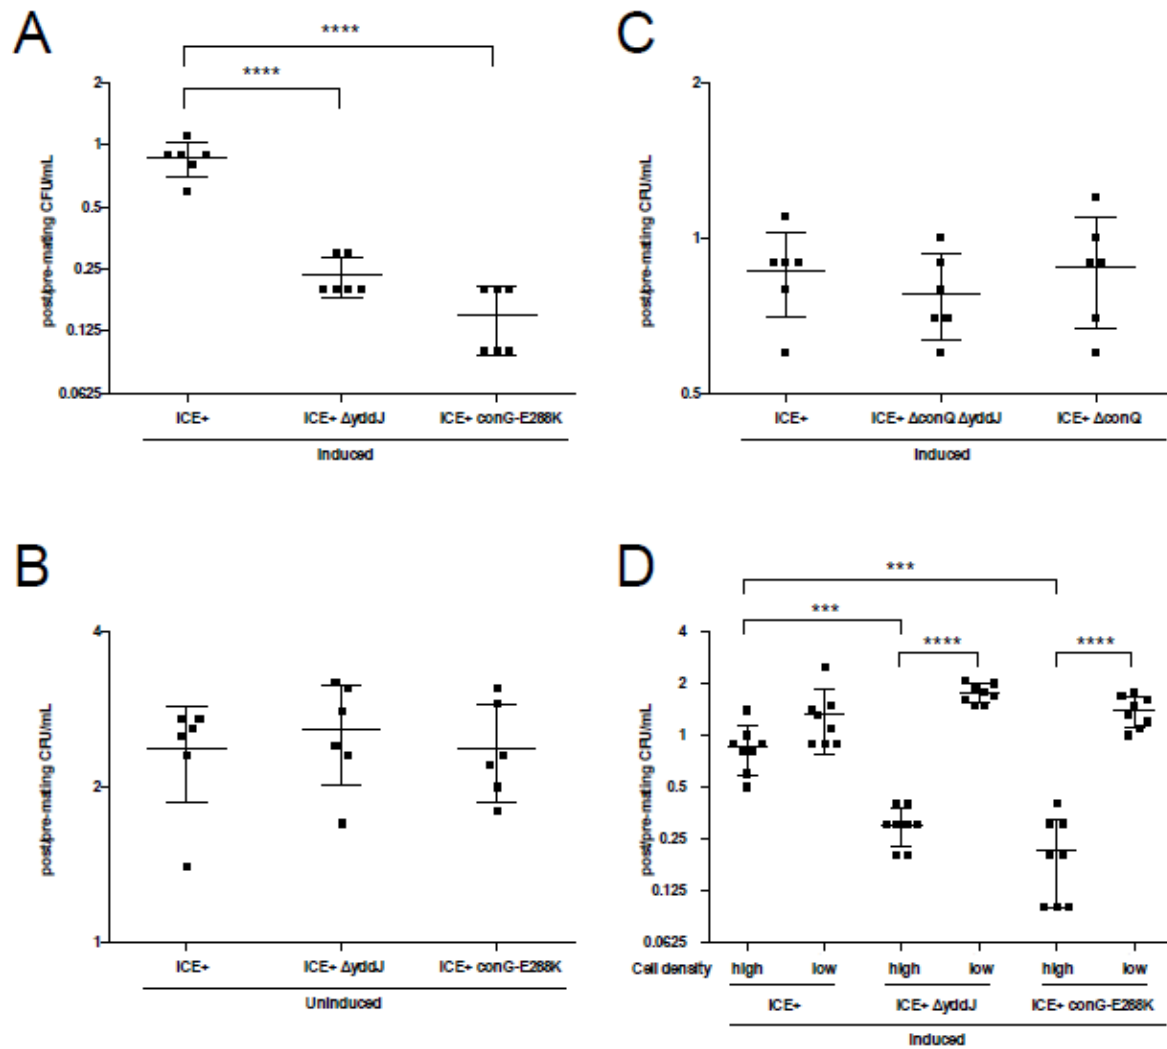 A
****
****
2
1
0.5
0.25
0.125
0.0625
post/pre-mating CFU/mL
ICE+
ICE+ ΔyddJ
ICE+ conG-E288K
Induced
C
2
1
0.5
post/pre-mating CFU/mL
ICE+
ICE+ ΔconQ ΔyddJ
ICE+ ΔconQ
Induced
B
4
2
1
post/pre-mating CFU/mL
ICE+
ICE+ ΔyddJ
ICE+ conG-E288K
Uninduced
D
***
***
****
****
4
2
1
0.5
0.25
0.125
0.0625
post/pre-mating CFU/mL
Cell density high low high low high low
ICE+ ICE+ ΔyddJ ICE+ conG-E288K
Induced